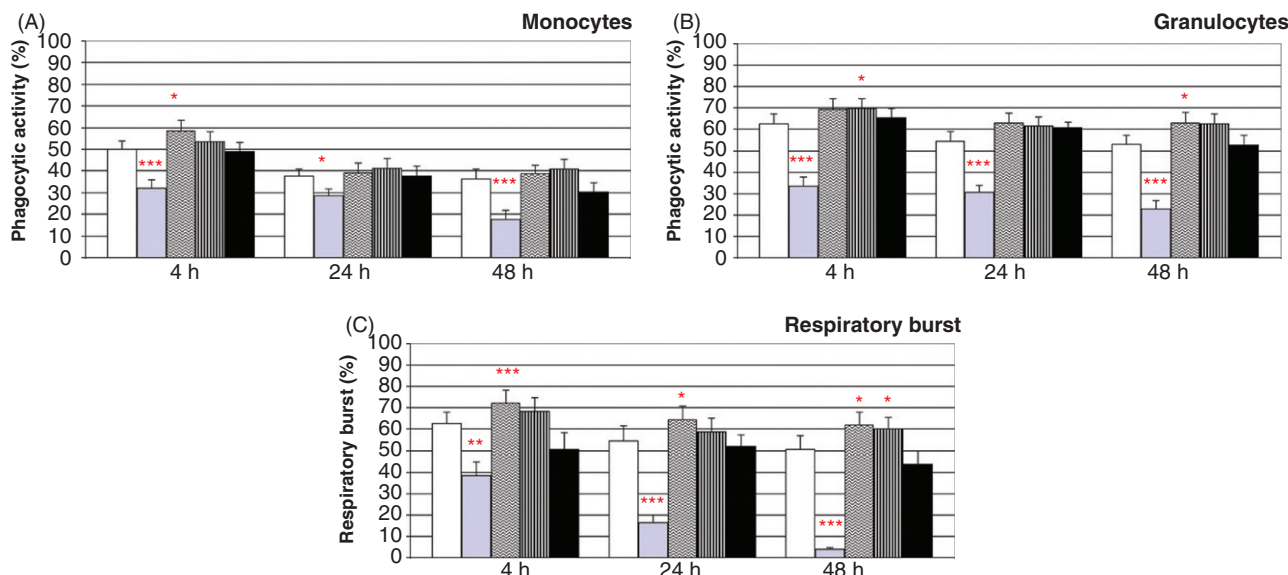 (A)
Monocytes
Phagocytic activity (%)
100
90
80
70
60
50
40
30
20
10
0
*
***
*
***
4 h
24 h
48 h
(B)
Granulocytes
Phagocytic activity (%)
100
90
80
70
60
50
40
30
20
10
0
***
*
***
***
*
4 h
24 h
48 h
(C)
Respiratory burst
Respiratory burst (%)
100
90
80
70
60
50
40
30
20
10
0
**
***
***
*
***
*
*
4 h
24 h
48 h